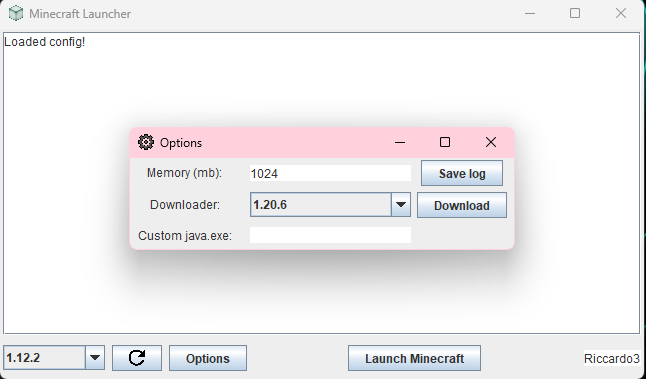 Minecraft Launcher
Loaded config!
Options
Memory (mb): 1024 Save log
Downloader: 1.20.6 Download
Custom java.exe:
1.12.2 Options Launch Minecraft Riccardo3